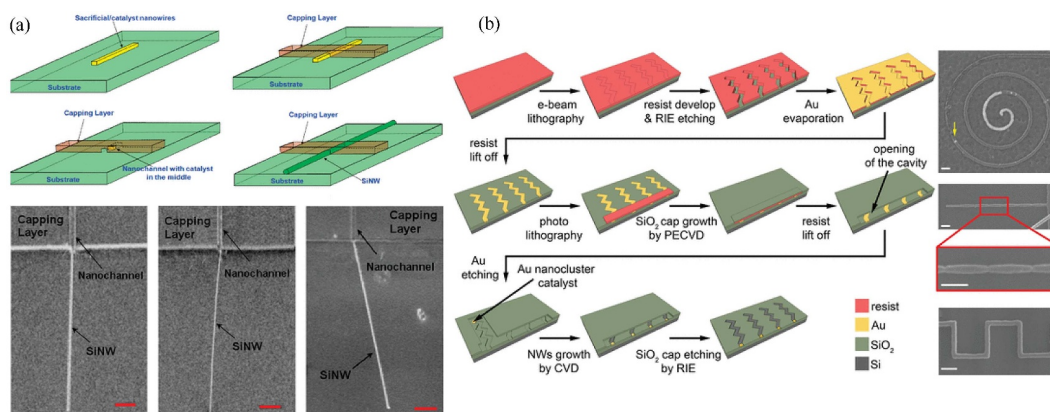 (a)
Sacrificial/catalyst nanowires
Substrate
Capping Layer
Substrate
Capping Layer
Nanochannel with catalyst
in the middle
Substrate
Capping Layer
SiNW
Substrate
Capping
Layer
Nanochannel
SiNW
Capping
Layer
Nanochannel
SiNW
Capping
Layer
Nanochannel
SiNW
(b)
e-beam
lithography
resist develop
& RIE etching
Au
evaporation
resist
lift off
opening
of the cavity
photo
lithography
SiO2 cap growth
by PECVD
resist
lift off
Au
etching
Au nanocluster
catalyst
NWs growth
by CVD
SiO2 cap etching
by RIE
resist
Au
SiO2
Si